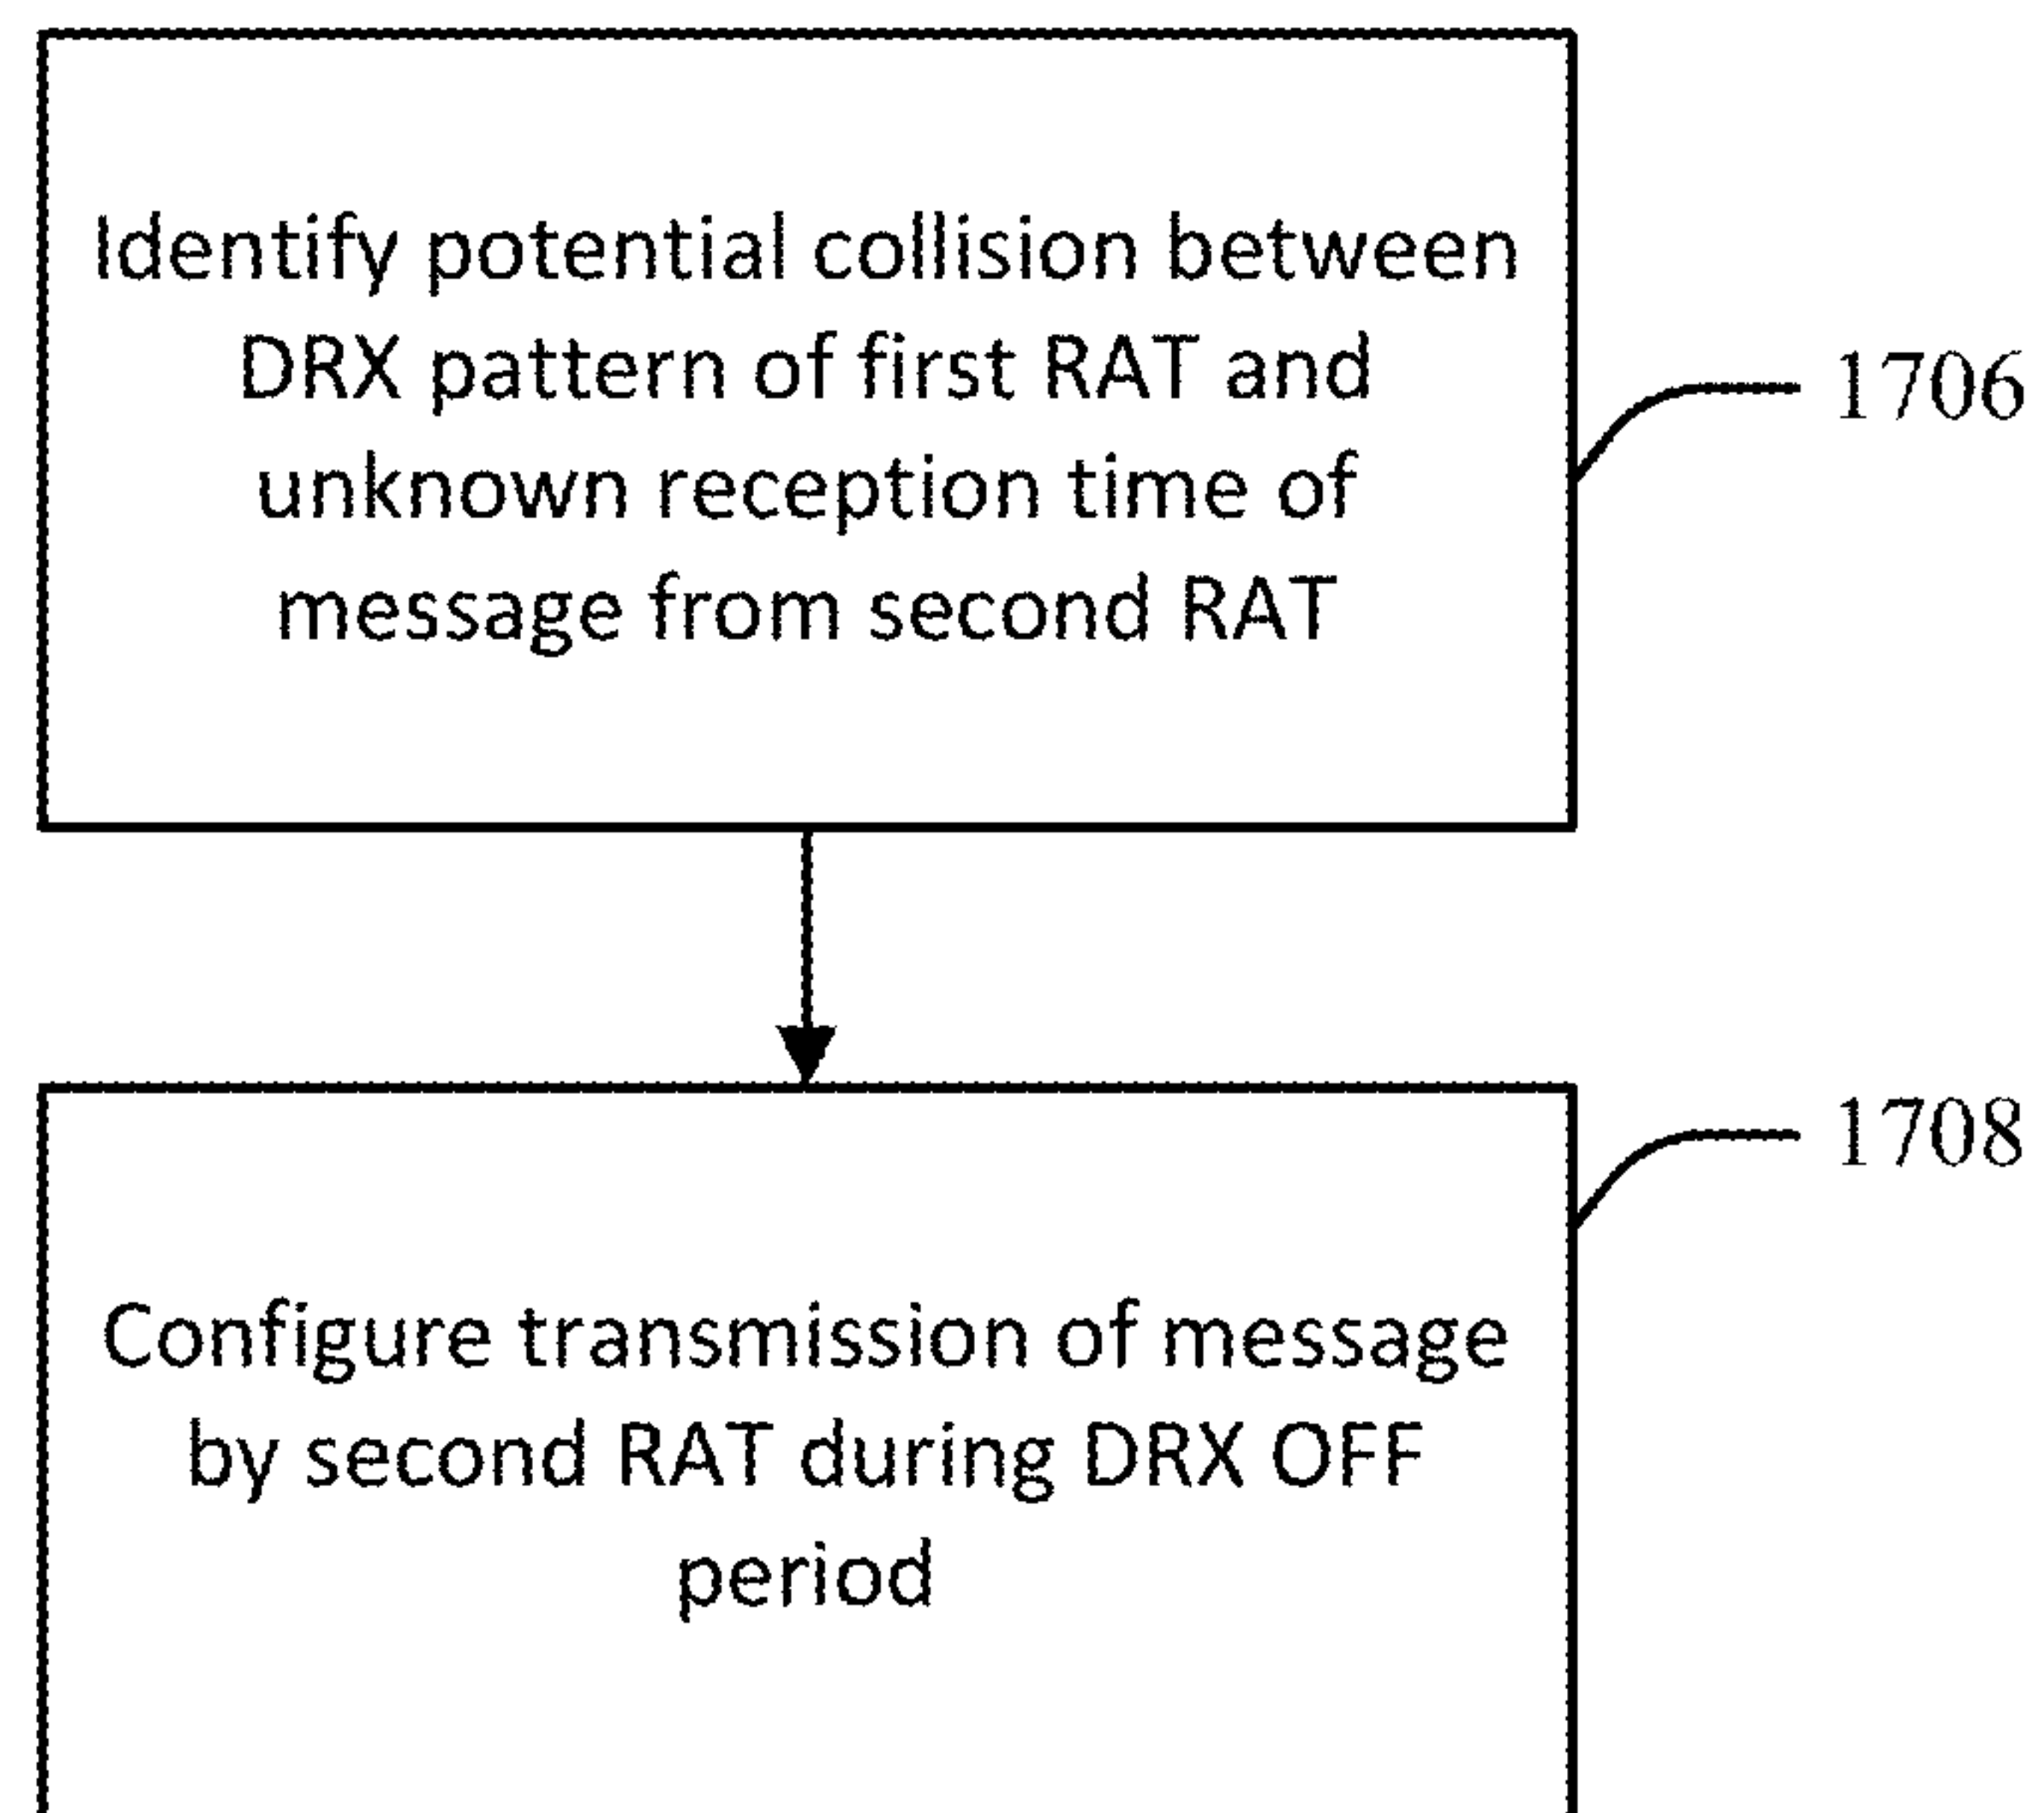 Identify potential collision between
DRX pattern of first RAT and
unknown reception time of
message from second RAT
1706
Configure transmission of message
by second RAT during DRX OFF
period
1708